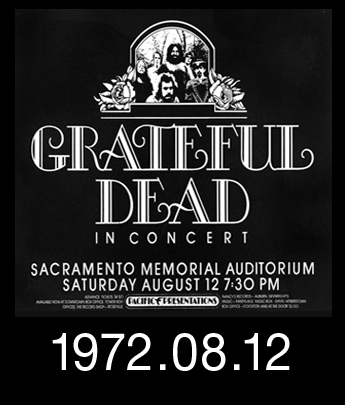 GRATEFUL
DEAD
IN CONCERT
SACRAMENTO MEMORIAL AUDITORIUM
SATURDAY AUGUST 12 7:30 PM
PACIFIC PRESENTATIONS
1972.08.12